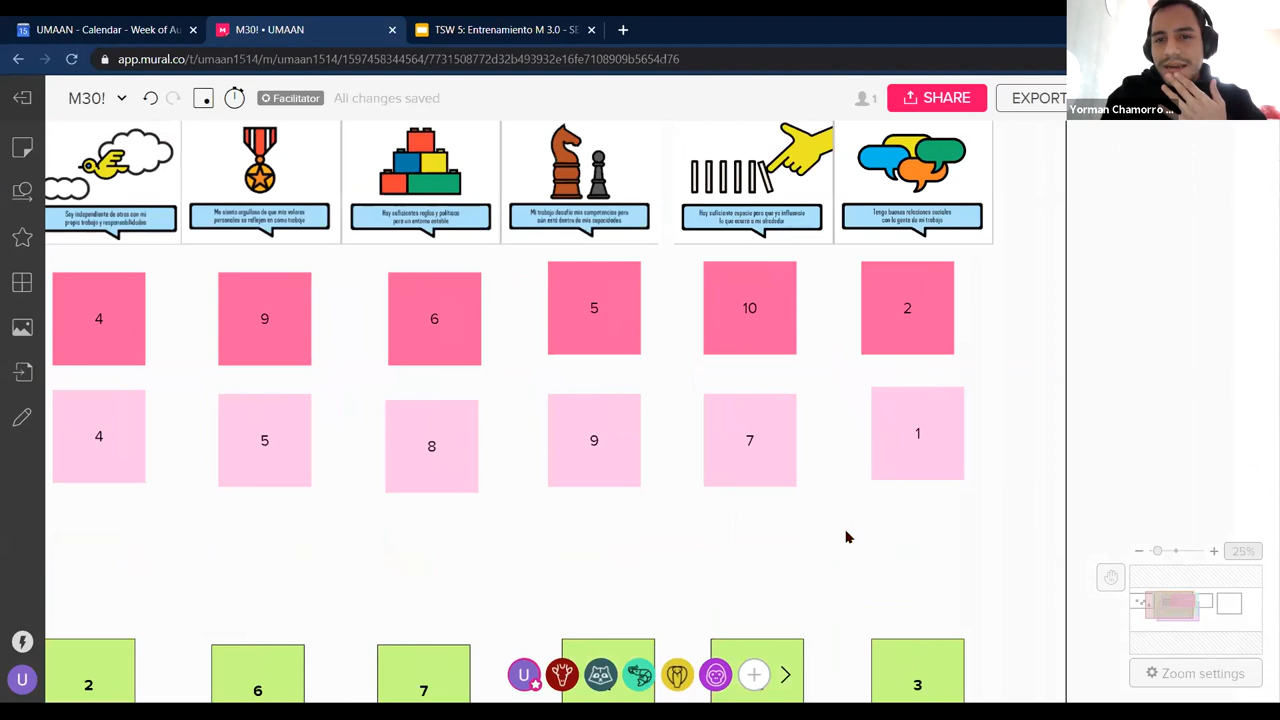 UMAAN - Calendar - Week of Au
M30! • UMAAN
TSW 5: Entrenamiento M 3.0 - SE
app.mural.co/t/umaan1514/m/umaan1514/1597458344564/7731508772d32b493932e16fe7108909b5654d76
M30!
Facilitator
All changes saved
1
SHARE
EXPORT
Yorman Chamorro ...
Soy independiente de otros con mi
propio trabajo y responsabilidades
Me siento orgulloso de que mis valores
personales se reflejen en cómo trabajo
Hay suficientes reglas y políticas
para un entorno estable
Mi trabajo desafía mis competencias pero
aún está dentro de mis capacidades
Hay suficiente espacio para que yo influencie
lo que ocurre a mi alrededor
Tengo buenas relaciones sociales
con la gente de mi trabajo
4
9
6
5
10
2
4
5
8
9
7
1
25%
2
6
7
3
U
U
Zoom settings